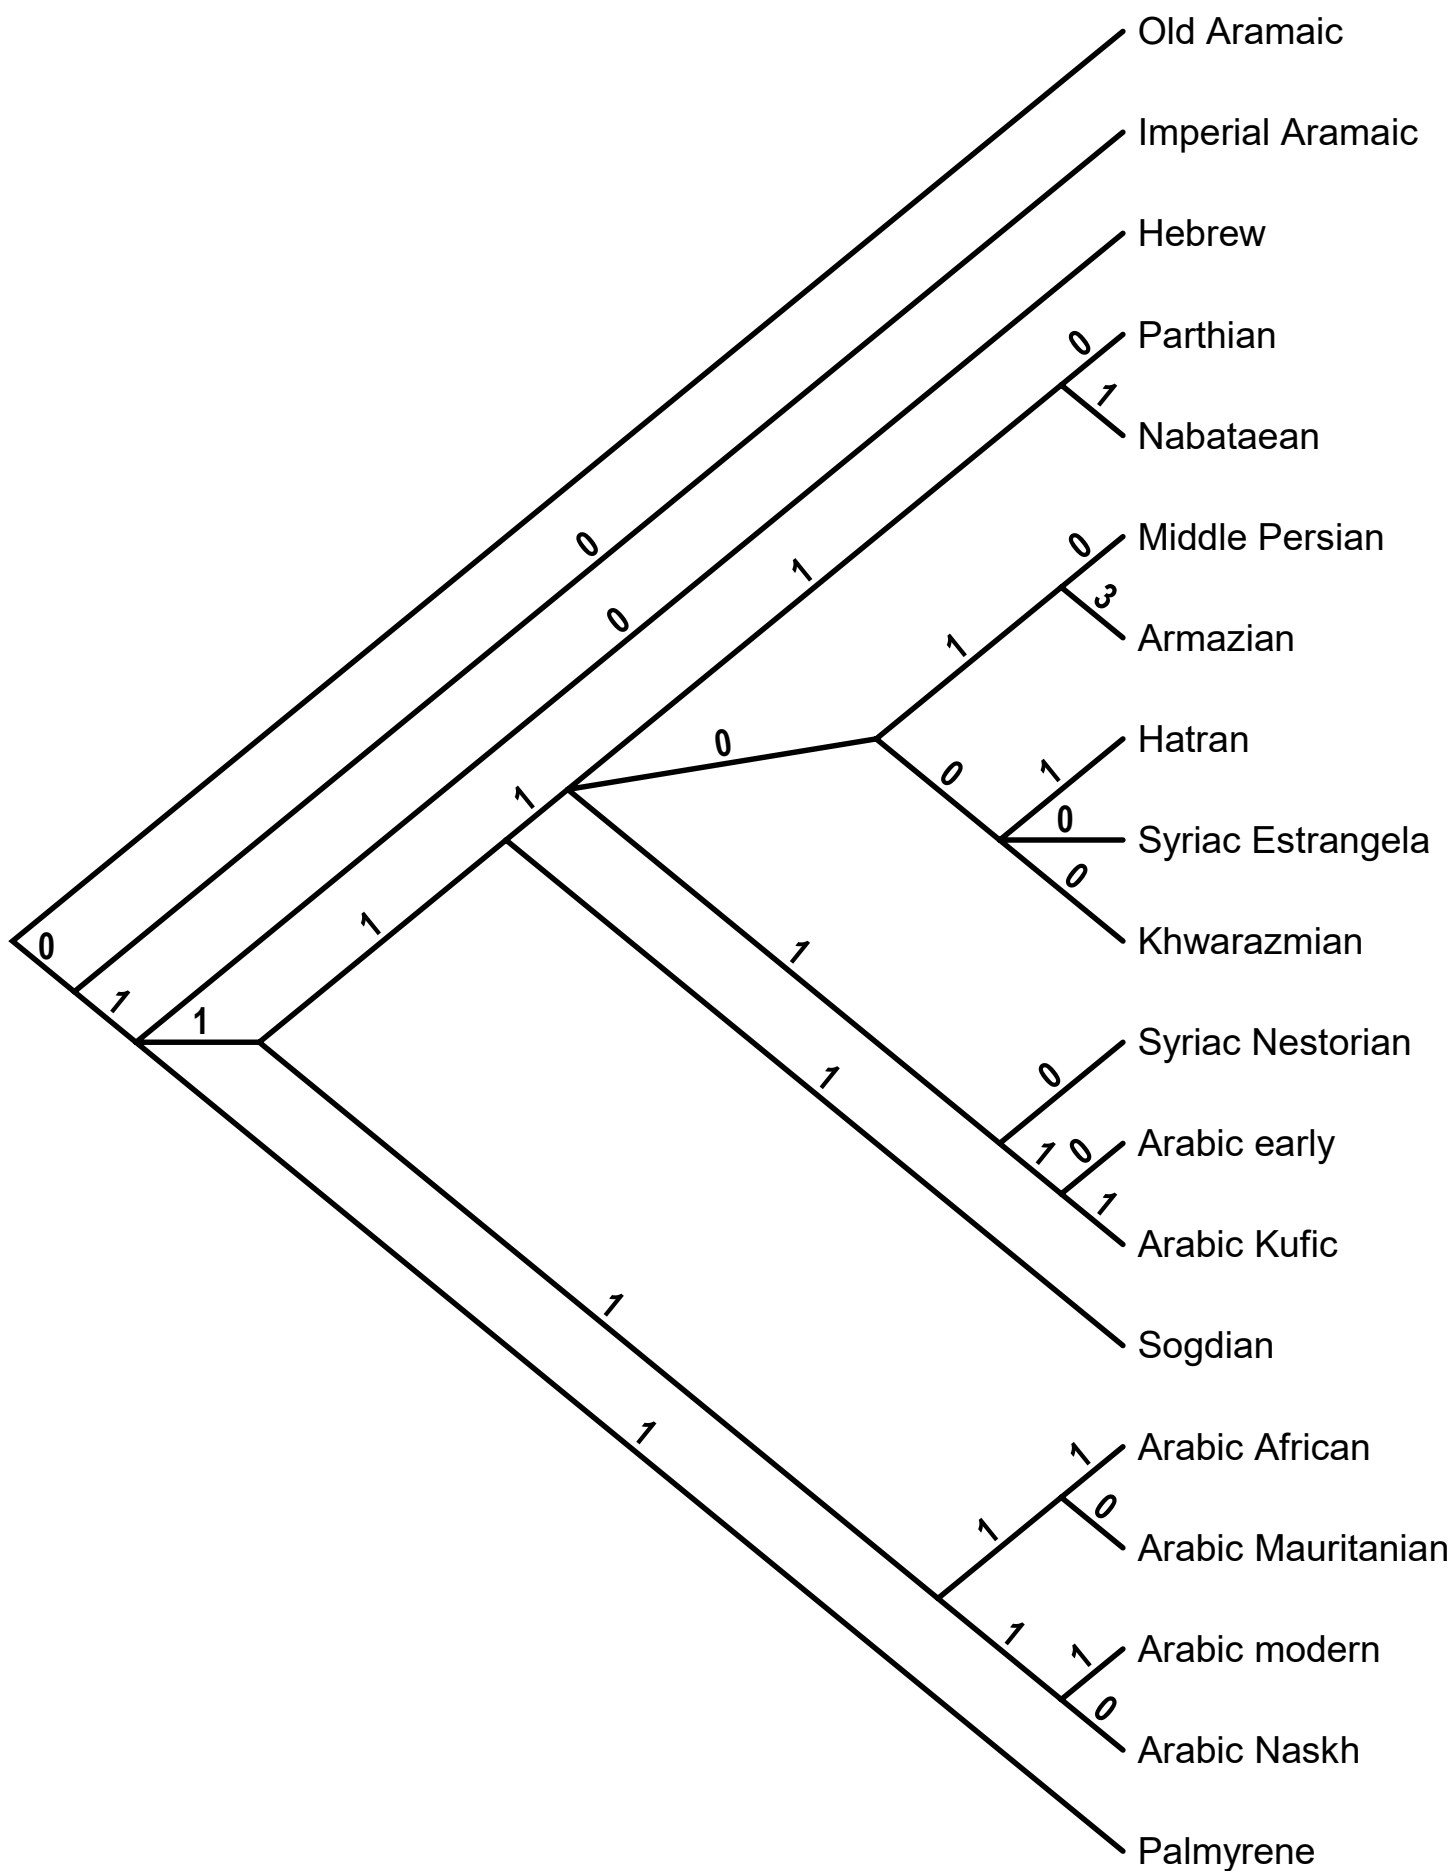 Old Aramaic
Imperial Aramaic
Hebrew
0
Parthian
1
Nabataean
0
Middle Persian
0
1
3
0
Armazian
1
0
Hatran
0
1
1
0
Syriac Estrangela
0
1
Khwarazmian
0
1
1
1
Syriac Nestorian
0
1
0
1
Arabic early
1
Arabic Kufic
1
Sogdian
1
1
Arabic African
0
1
Arabic Mauritanian
1
1
Arabic modern
0
Arabic Naskh
Palmyrene